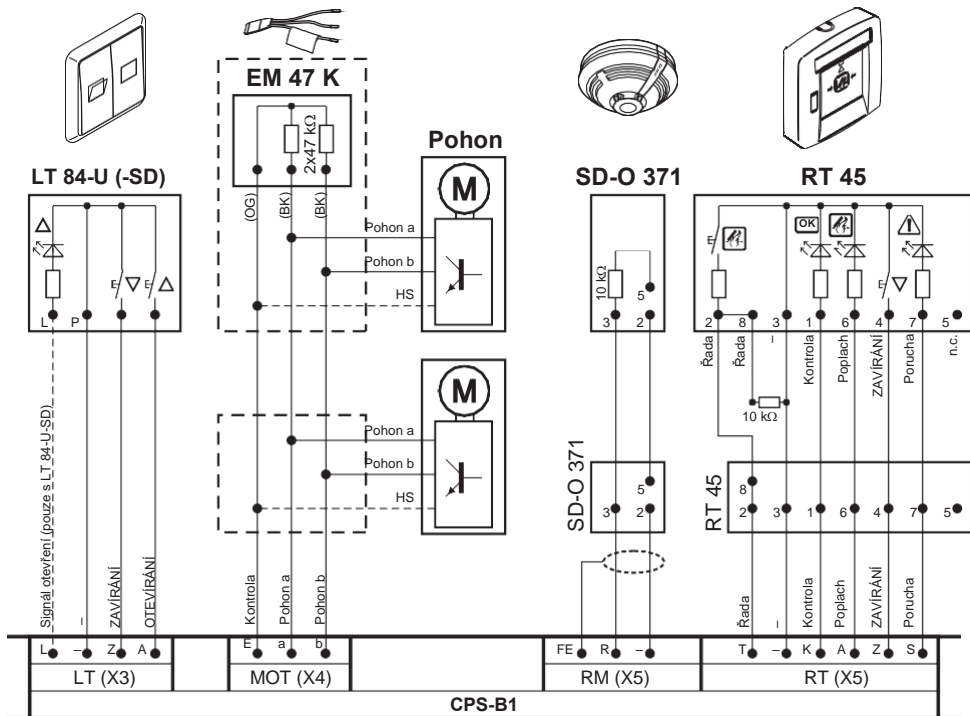 EM 47 K
2x47 kΩ
(OG)
(BK)
(BK)
Pohon
M
Pohon a
Pohon b
HS
M
Pohon a
Pohon b
HS
LT 84-U (-SD)
L
P
Signál otevření (pouze s LT 84-U-SD)
–
ZAVÍRÁNÍ
OTEVÍRÁNÍ
Kontrola
Pohon a
Pohon b
SD-O 371
10 kΩ
5
3
2
SD-O 371
5
3
2
RT 45
OK
2
8
3
1
6
4
7
5
Řada
Řada
–
Kontrola
Poplach
ZAVÍRÁNÍ
Porucha
n.c.
10 kΩ
RT 45
8
2
3
1
6
4
7
5
Řada
–
Kontrola
Poplach
ZAVÍRÁNÍ
Porucha
L – Z A
E a b
FE R –
T – K A Z S
LT (X3)
MOT (X4)
RM (X5)
RT (X5)
CPS-B1